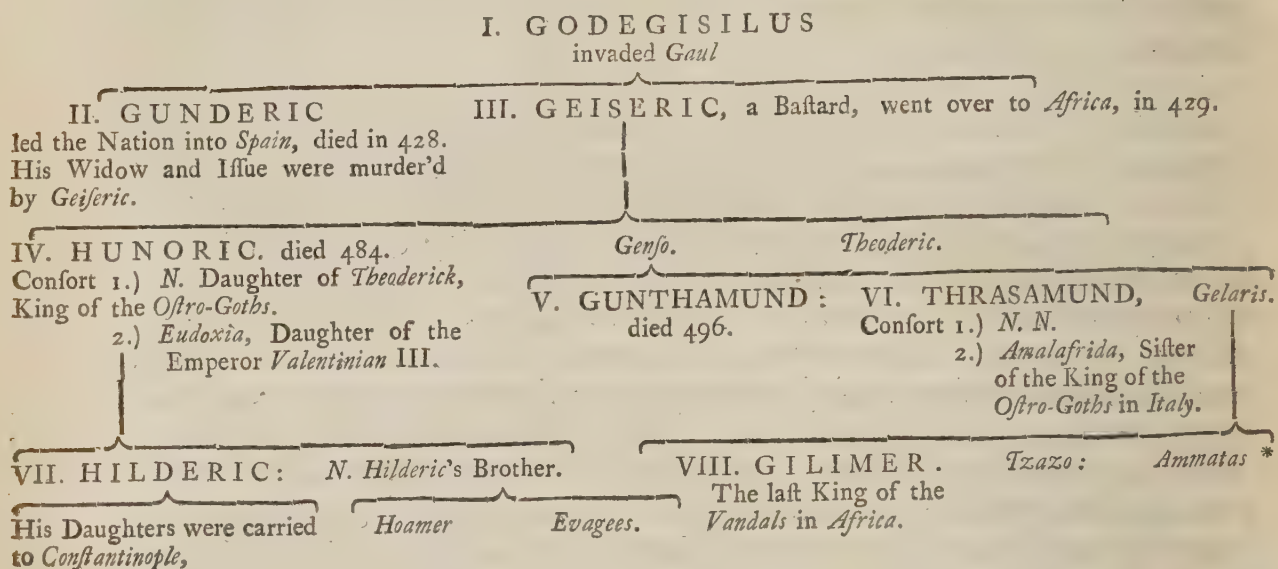 I. GODEGISILUS
invaded Gaul
II. GUNDERIC
led the Nation into Spain, died in 428.
His Widow and Iſſue were murder'd
by Geiſeric.
III. GEISERIC, a Baſtard, went over to Africa, in 429.
IV. HUNORIC. died 484.
Conſort 1.) N. Daughter of Theoderick,
King of the Oſtro-Goths.
2.) Eudoxia, Daughter of the
Emperor Valentinian III.
Genſo.
Theoderic.
V. GUNTHAMUND:
died 496.
VI. THRASAMUND,
Conſort 1.) N. N.
2.) Amalafrida, Siſter
of the King of the
Oſtro-Goths in Italy.
Gelaris.
VII. HILDERIC:
His Daughters were carried
to Conſtantinople,
N. Hilderic's Brother.
Hoamer
Evagees.
VIII. GILIMER.
The laſt King of the
Vandals in Africa.
Tzazo:
Ammatas *